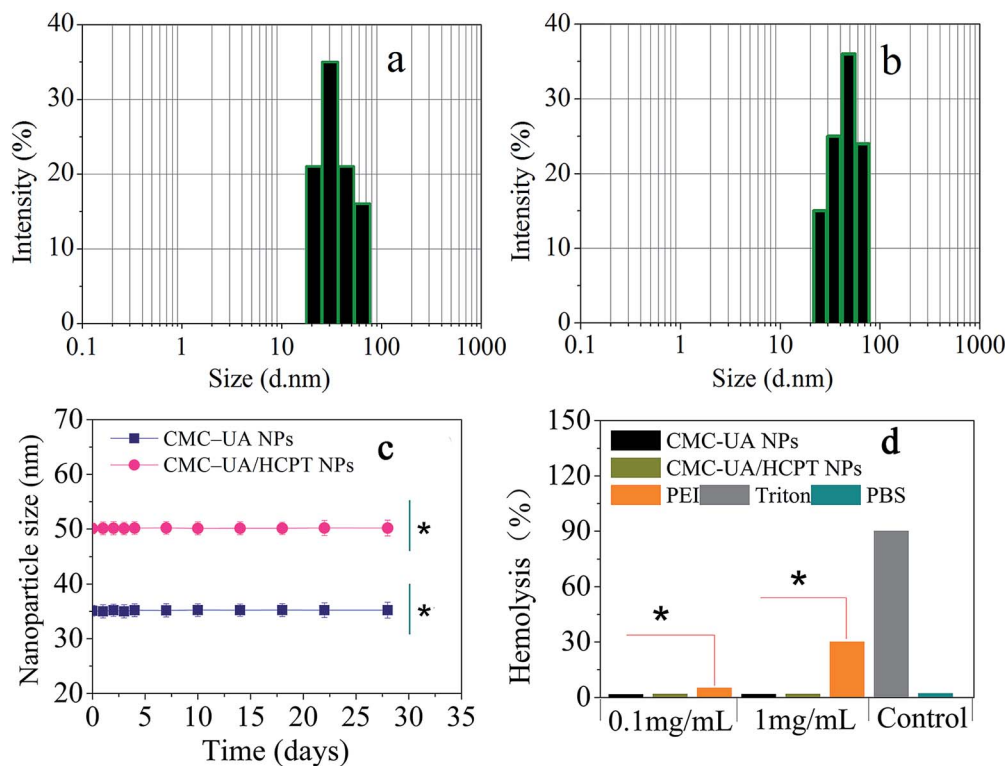 a
40
30
20
10
0
Intensity (%)
0.1 1 10 100 1000
Size (d.nm)
b
40
30
20
10
0
Intensity (%)
0.1 1 10 100 1000
Size (d.nm)
c
CMC–UA NPs
CMC–UA/HCPT NPs
70
60
50
40
30
20
Nanoparticle size (nm)
*
*
0 5 10 15 20 25 30 35
Time (days)
d
CMC-UA NPs
CMC-UA/HCPT NPs
PEI Triton PBS
150
120
90
60
30
0
Hemolysis (%)
*
*
0.1mg/mL 1mg/mL Control